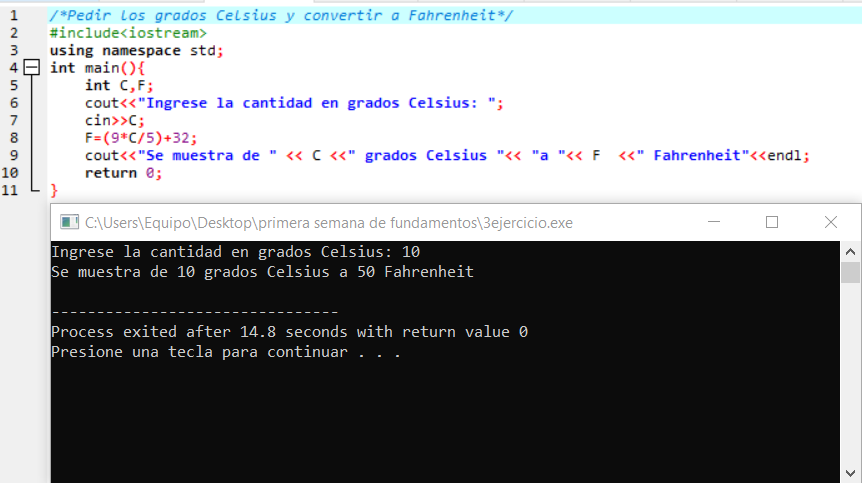 1 /*Pedir los grados Celsius y convertir a Fahrenheit*/
2 #include<iostream>
3 using namespace std;
4 int main(){
5 int C,F;
6 cout<<"Ingrese la cantidad en grados Celsius: ";
7 cin>>C;
8 F=(9*C/5)+32;
9 cout<<"Se muestra de " << C <<" grados Celsius "<< "a "<< F  <<" Fahrenheit"<<endl;
10 return 0;
11 }
C:\Users\Equipo\Desktop\primera semana de fundamentos\3ejercicio.exe
Ingrese la cantidad en grados Celsius: 10
Se muestra de 10 grados Celsius a 50 Fahrenheit
--------------------------------
Process exited after 14.8 seconds with return value 0
Presione una tecla para continuar . . .